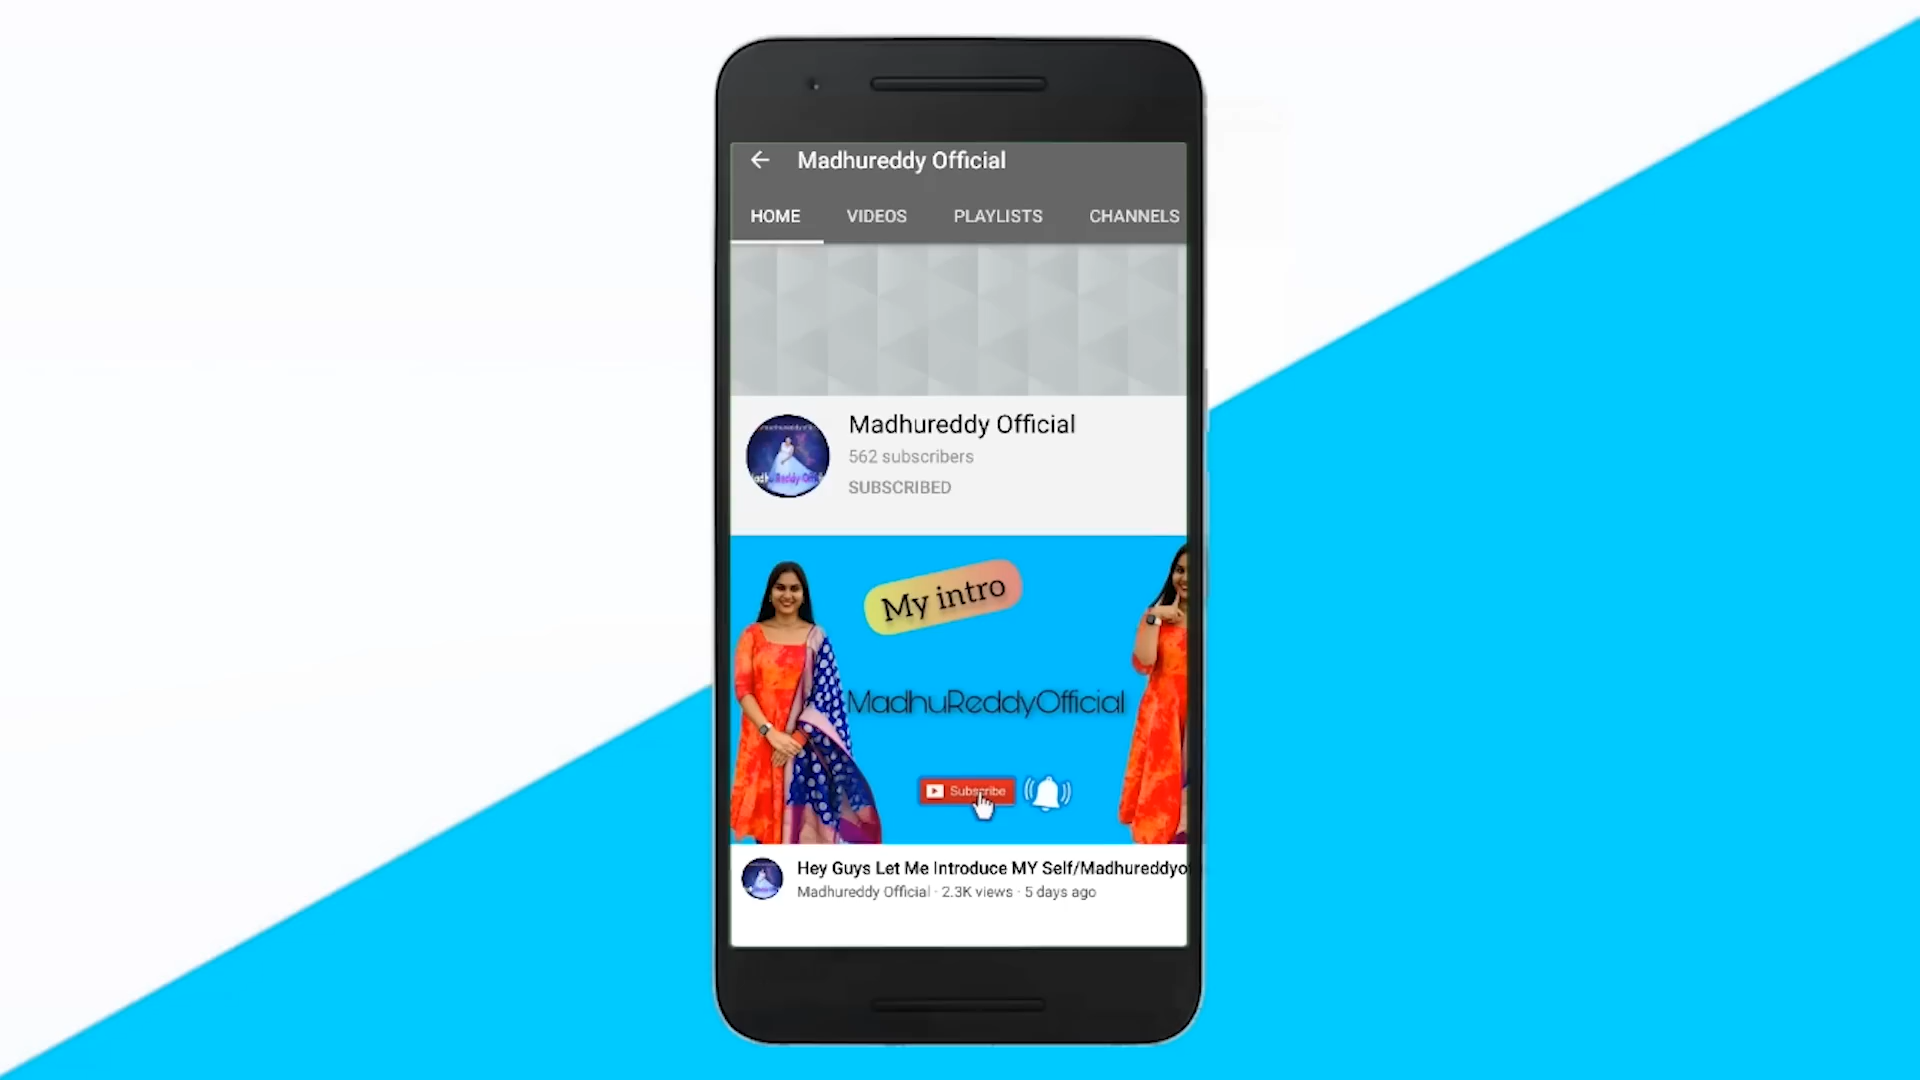 Madhureddy Official
HOME VIDEOS PLAYLISTS CHANNELS
Madhureddy Official
562 subscribers
SUBSCRIBED
My intro
MadhuReddyOfficial
Subscribe
Hey Guys Let Me Introduce MY Self/Madhureddyo
Madhureddy Official · 2.3K views · 5 days ago